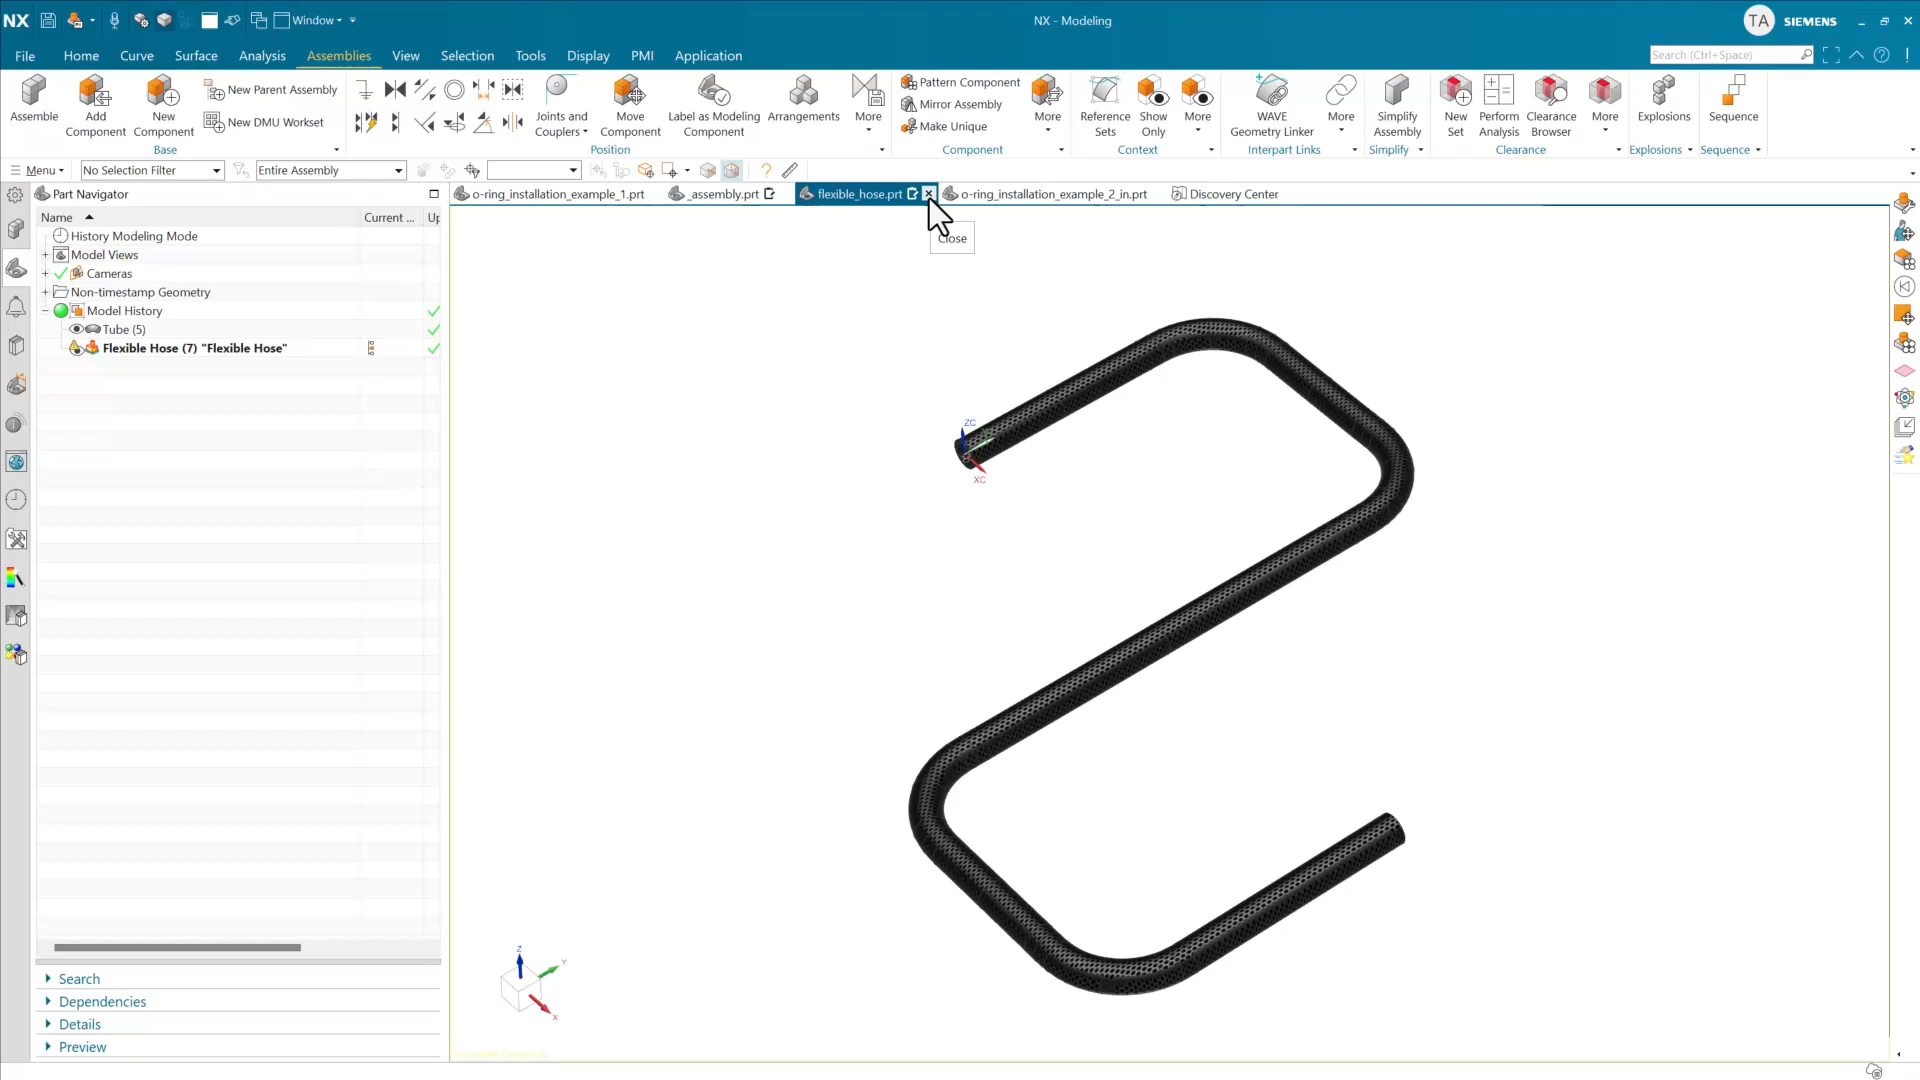 NX
Window
NX - Modeling
TA
SIEMENS
File
Home
Curve
Surface
Analysis
Assemblies
View
Selection
Tools
Display
PMI
Application
Search (Ctrl+Space)
Assemble
Add Component
New Component
New Parent Assembly
New DMU Workset
Base
Joints and Couplers
Move Component
Label as Modeling Component
Arrangements
More
Position
Pattern Component
Mirror Assembly
Make Unique
More
Component
Reference Sets
Show Only
More
Context
WAVE Geometry Linker
More
Interpart Links
Simplify Assembly
Simplify
New Set
Perform Analysis
Clearance Browser
More
Clearance
Explosions
Explosions
Sequence
Sequence
Menu
No Selection Filter
Entire Assembly
Part Navigator
o-ring_installation_example_1.prt
_assembly.prt
flexible_hose.prt
o-ring_installation_example_2_in.prt
Discovery Center
Close
Name
Current ...
Up
History Modeling Mode
Model Views
Cameras
Non-timestamp Geometry
Model History
Tube (5)
Flexible Hose (7) "Flexible Hose"
ZC
XC
Z
Y
X
Search
Dependencies
Details
Preview